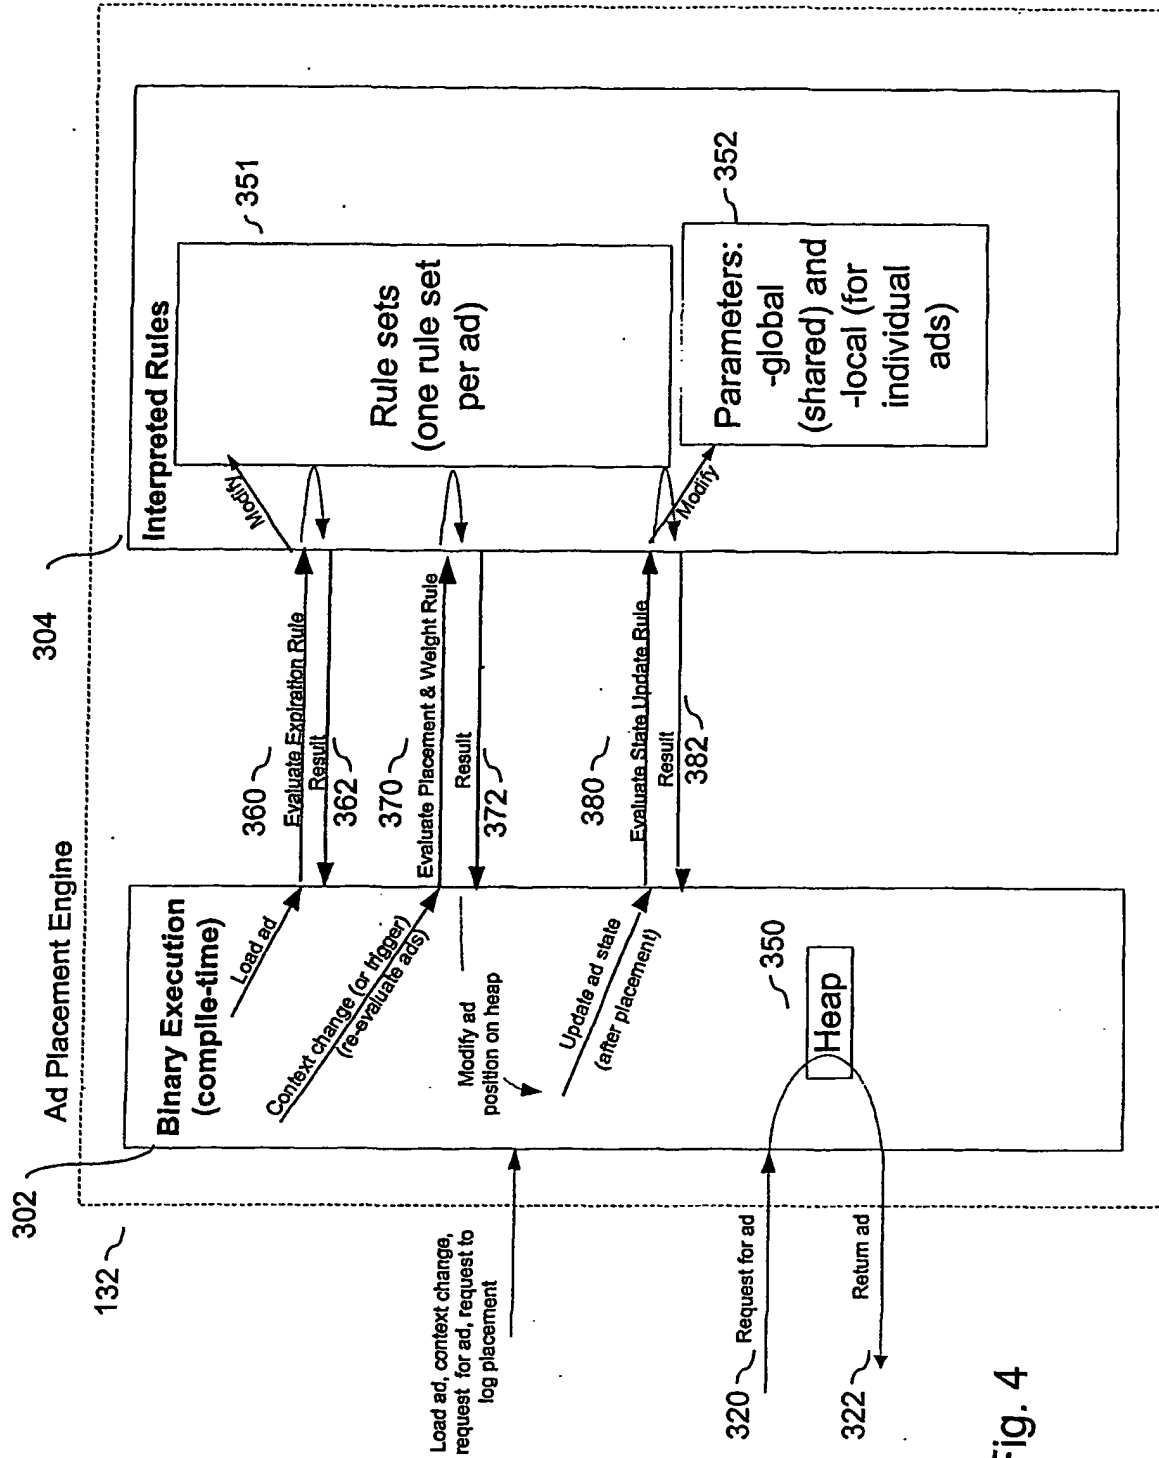 Ad Placement Engine
132
302
304
Binary Execution
(compile-time)
Load ad
Context change (or trigger)
(re-evaluate ads)
Modify ad
position on heap
Update ad state
(after placement)
350
Heap
Load ad, context change,
request for ad, request to
log placement
320
Request for ad
322
Return ad
360
Evaluate Expiration Rule
Result
362
370
Evaluate Placement & Weight Rule
Result
372
380
Evaluate State Update Rule
Result
382
Interpreted Rules
Modify
351
Rule sets
(one rule set
per ad)
Modify
352
Parameters:
-global
(shared) and
-local (for
individual
ads)
Fig. 4